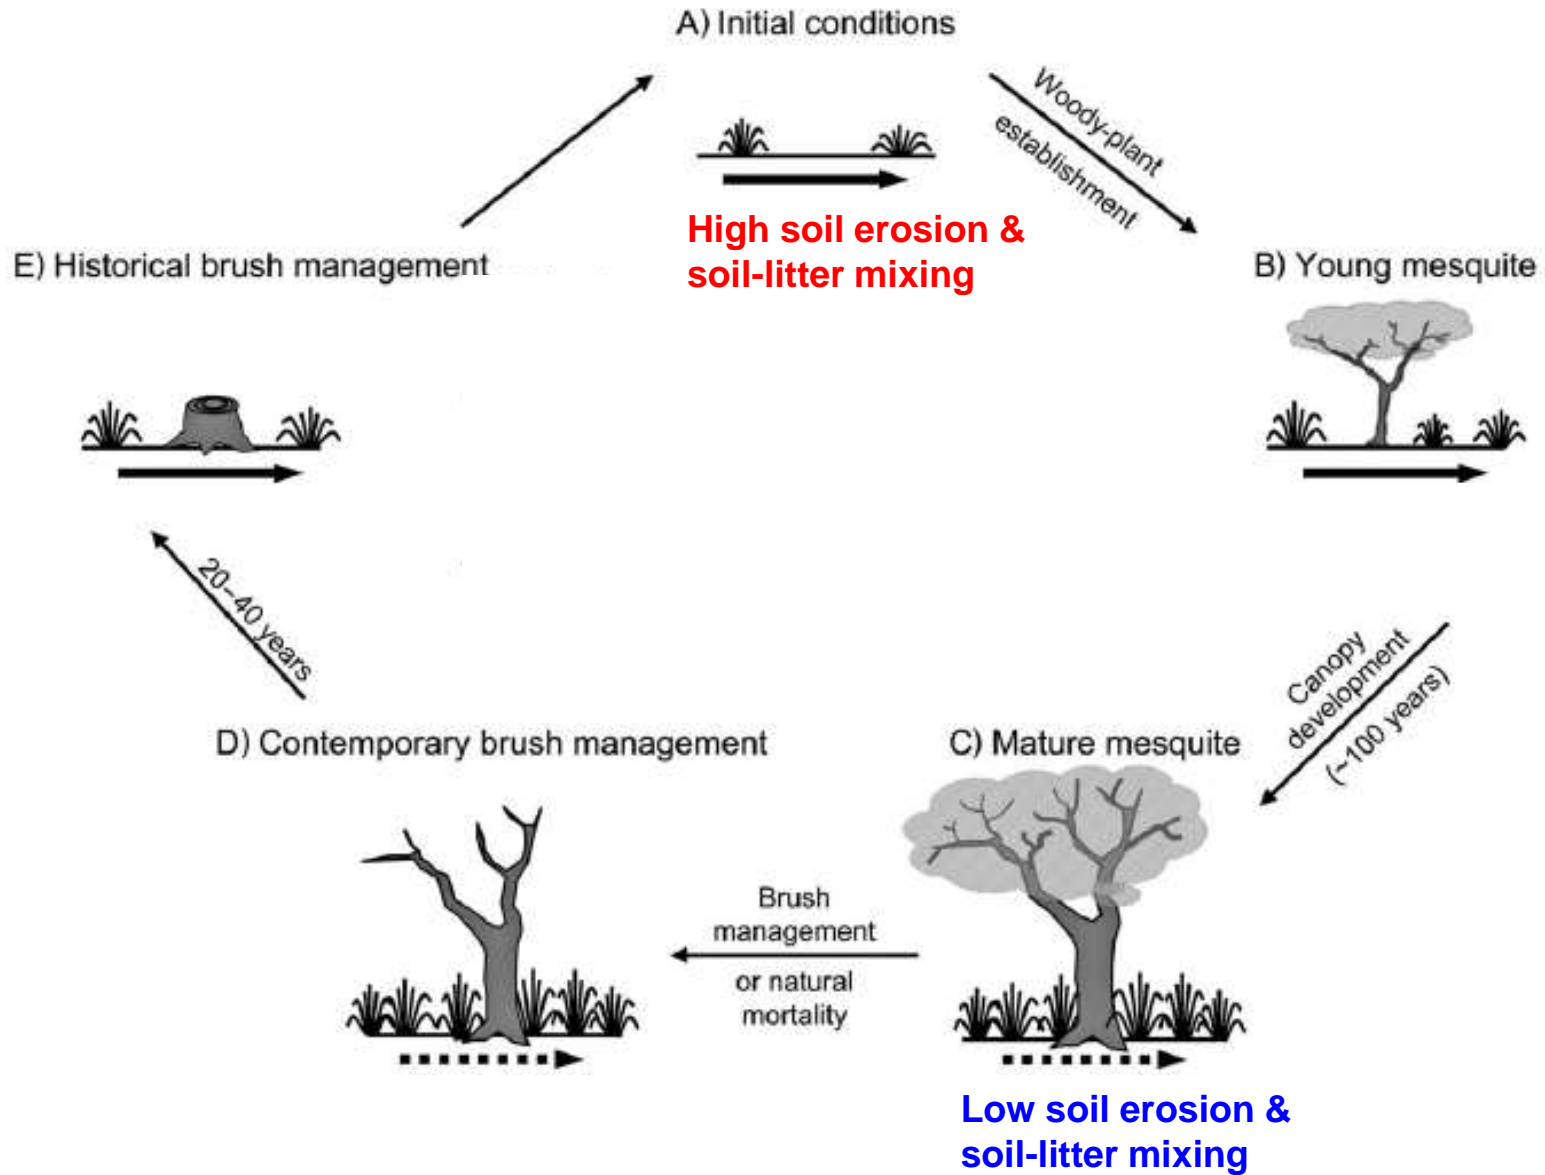 A) Initial conditions
Woody-plant
establishment
High soil erosion &
soil-litter mixing
E) Historical brush management
B) Young mesquite
20–40 years
Canopy
development
(~100 years)
D) Contemporary brush management
C) Mature mesquite
Brush
management
or natural
mortality
Low soil erosion &
soil-litter mixing